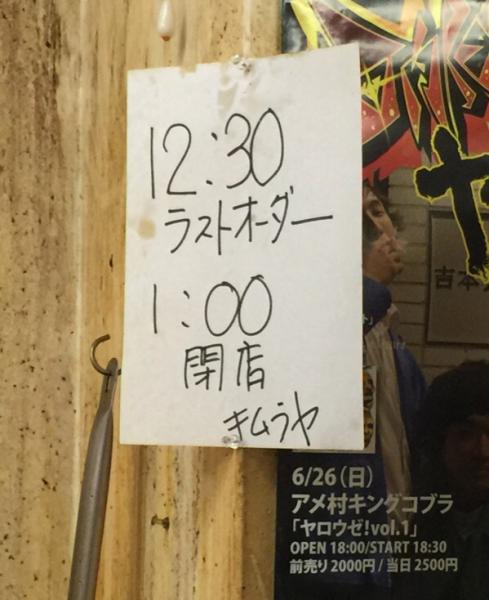 12:30
ラストオーダー
1:00
閉店
キムラヤ
吉本
6/26(日)
アメ村キングコブラ
「ヤロウゼ!vol.1」
OPEN 18:00/START 18:30
前売り2000円/当日2500円